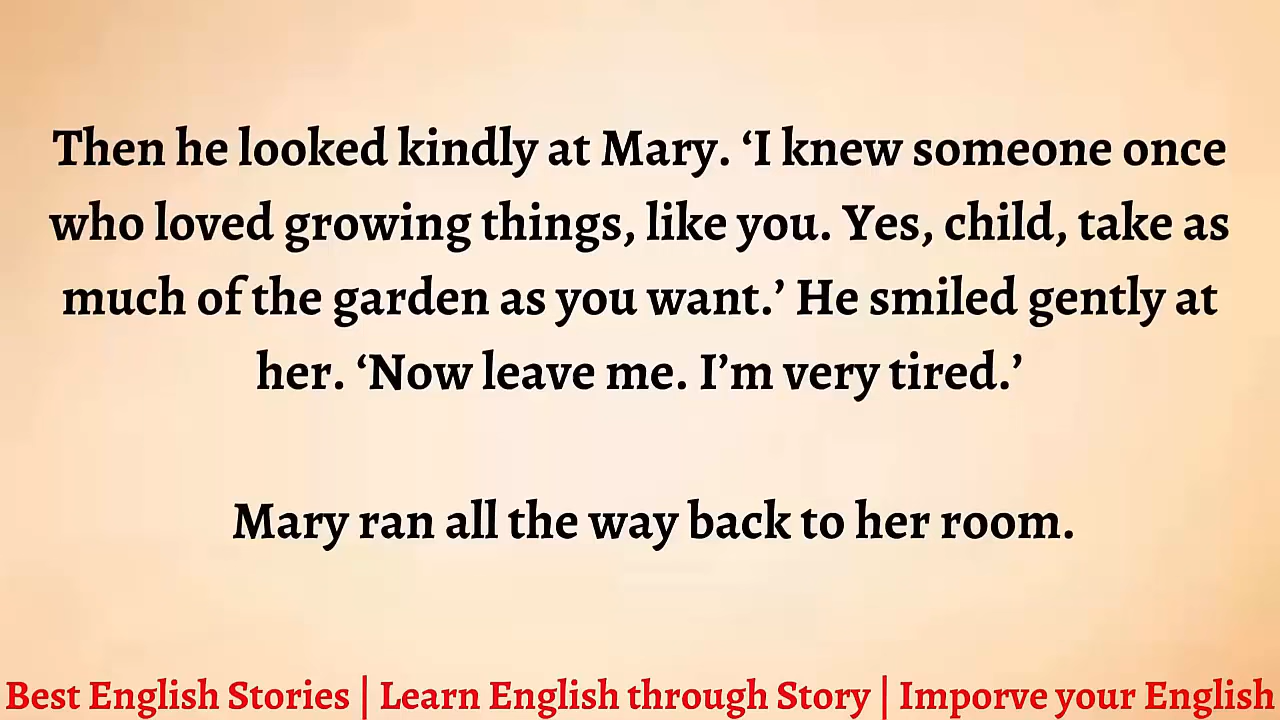 Then he looked kindly at Mary. ‘I knew someone once
who loved growing things, like you. Yes, child, take as
much of the garden as you want.’ He smiled gently at
her. ‘Now leave me. I’m very tired.’
Mary ran all the way back to her room.
Best English Stories | Learn English through Story | Imporve your English